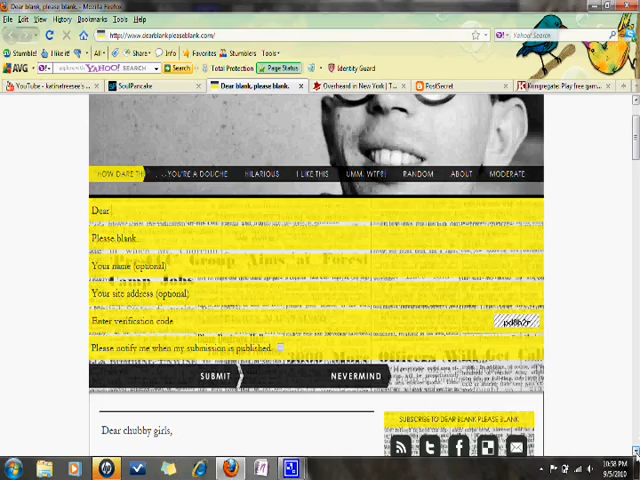 Dear blank, please blank. - Mozilla Firefox
File Edit View History Bookmarks Tools Help
http://www.dearblankpleaseblank.com/
Yahoo! Search
Stumble! I like it! All Share Info Favorites Stumblers Tools
AVG YAHOO! SEARCH Search Total Protection Page Status Identity Guard
YouTube - katinatreesee's SoulPancake Dear blank, please blank. Overheard in New York | T... PostSecret Kongregate: Play free gam...
HOW DARE TH ...YOU'RE A DOUCHE HILARIOUS I LIKE THIS UMM, WTF?! RANDOM ABOUT MODERATE
Dear
Please blank...
Your name (optional)
Your site address (optional)
Enter verification code pd8b2r
Please notify me when my submission is published.
SUBMIT NEVERMIND
SUBSCRIBE TO DEAR BLANK PLEASE BLANK
Dear chubby girls,
10:58 PM
9/5/2010